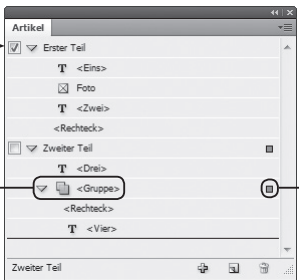 Artikel
Erster Teil
T <Eins>
Foto
T <Zwei>
<Rechteck>
Zweiter Teil
T <Drei>
<Gruppe>
<Rechteck>
T <Vier>
Zweiter Teil